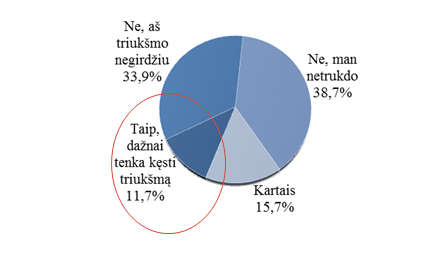 Ne, aš
triukšmo
negirdžiu
33,9%
Ne, man
netrukdo
38,7%
Taip,
dažnai
tenka kęsti
triukšmą
11,7%
Kartais
15,7%